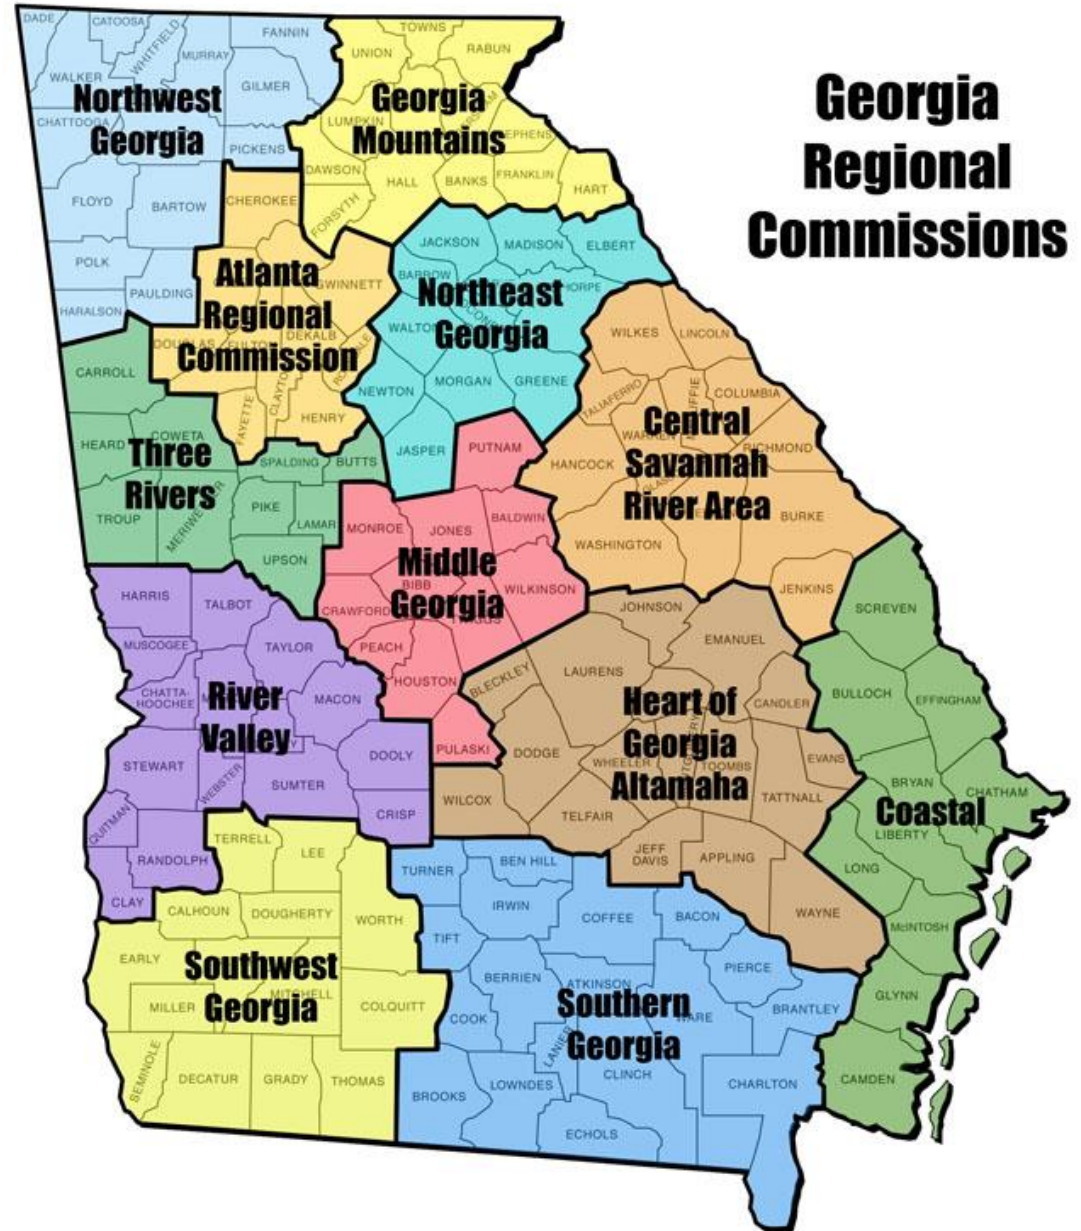 Georgia
Regional
Commissions
DADE
CATOOSA
WHITFIELD
FANNIN
MURRAY
WALKER
GILMER
Northwest
Georgia
CHATTOOGA
PICKENS
FLOYD
BARTOW
POLK
PAULDING
HARALSON
TOWNS
UNION
RABUN
Georgia
Mountains
LUMPKIN
DAWSON
HALL
BANKS
FRANKLIN
HART
FORSYTH
CHEROKEE
Atlanta
Regional
Commission
GWINNETT
DEKALB
DOUGLAS
FULTON
CLAYTON
FAYETTE
HENRY
JACKSON
MADISON
ELBERT
BARROW
Northeast
Georgia
WALTON
NEWTON
MORGAN
GREENE
JASPER
WILKES
LINCOLN
TALIAFERRO
COLUMBIA
Central
Savannah
River Area
WARREN
RICHMOND
HANCOCK
BURKE
WASHINGTON
JENKINS
CARROLL
HEARD
COWETA
Three
Rivers
SPALDING
BUTTS
PIKE
LAMAR
TROUP
MERIWETHER
UPSON
PUTNAM
MONROE
JONES
BALDWIN
Middle
Georgia
BIBB
WILKINSON
CRAWFORD
PEACH
HOUSTON
PULASKI
HARRIS
TALBOT
MUSCOGEE
TAYLOR
CHATTA-
HOOCHEE
MACON
River
Valley
DOOLY
STEWART
WEBSTER
SUMTER
CRISP
QUITMAN
RANDOLPH
CLAY
JOHNSON
EMANUEL
LAURENS
BLECKLEY
CANDLER
Heart of
Georgia
Altamaha
DODGE
WHEELER
TOOMBS
EVANS
TATTNALL
WILCOX
TELFAIR
JEFF
DAVIS
APPLING
WAYNE
SCREVEN
BULLOCH
EFFINGHAM
BRYAN
CHATHAM
Coastal
LIBERTY
LONG
McINTOSH
GLYNN
CAMDEN
TERRELL
LEE
CALHOUN
DOUGHERTY
WORTH
EARLY
Southwest
Georgia
MILLER
MITCHELL
COLQUITT
SEMINOLE
DECATUR
GRADY
THOMAS
TURNER
BEN HILL
IRWIN
COFFEE
BACON
TIFT
BERRIEN
ATKINSON
PIERCE
Southern
Georgia
COOK
WARE
BRANTLEY
LANIER
CLINCH
BROOKS
LOWNDES
CHARLTON
ECHOLS